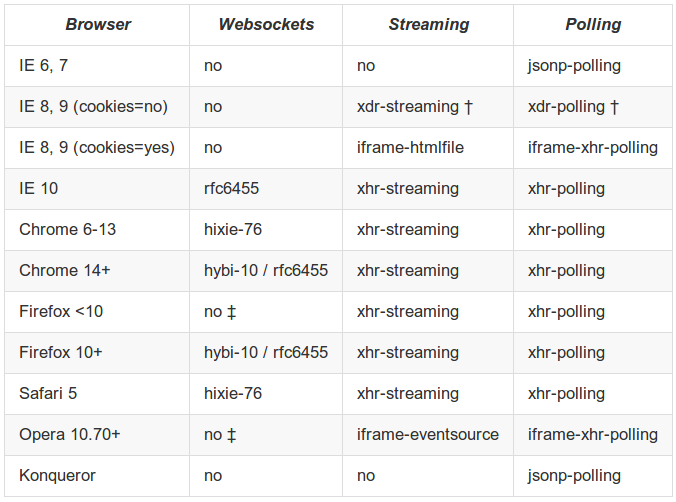 Browser Websockets Streaming Polling
IE 6, 7 no no jsonp-polling
IE 8, 9 (cookies=no) no xdr-streaming † xdr-polling †
IE 8, 9 (cookies=yes) no iframe-htmlfile iframe-xhr-polling
IE 10 rfc6455 xhr-streaming xhr-polling
Chrome 6-13 hixie-76 xhr-streaming xhr-polling
Chrome 14+ hybi-10 / rfc6455 xhr-streaming xhr-polling
Firefox <10 no ‡ xhr-streaming xhr-polling
Firefox 10+ hybi-10 / rfc6455 xhr-streaming xhr-polling
Safari 5 hixie-76 xhr-streaming xhr-polling
Opera 10.70+ no ‡ iframe-eventsource iframe-xhr-polling
Konqueror no no jsonp-polling